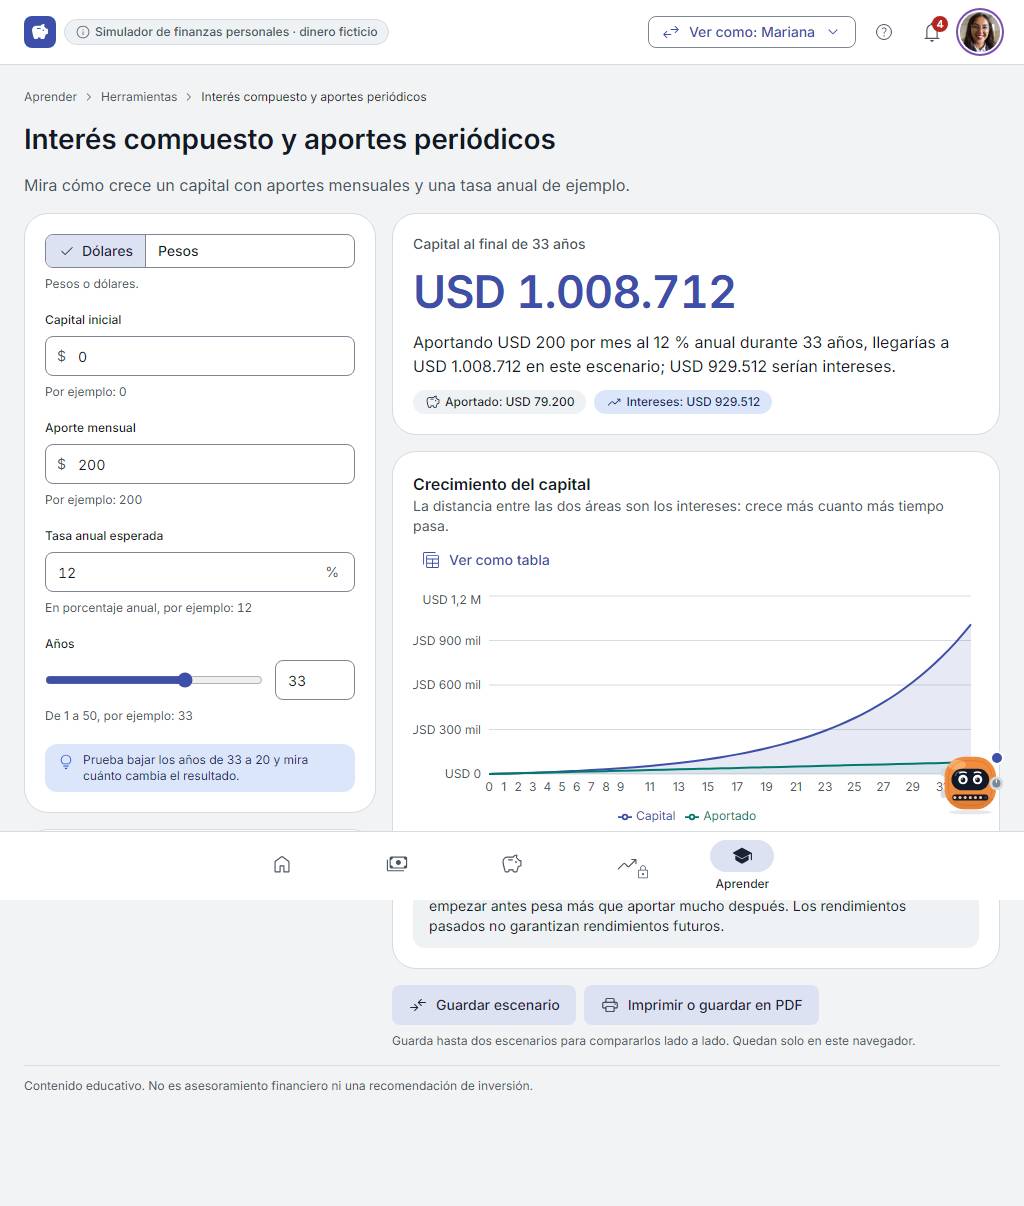 Simulador de finanzas personales · dinero ficticio
Ver como: Mariana
4
Aprender > Herramientas > Interés compuesto y aportes periódicos
Interés compuesto y aportes periódicos
Mira cómo crece un capital con aportes mensuales y una tasa anual de ejemplo.
Dólares
Pesos
Pesos o dólares.
Capital inicial
$ 0
Por ejemplo: 0
Aporte mensual
$ 200
Por ejemplo: 200
Tasa anual esperada
12 %
En porcentaje anual, por ejemplo: 12
Años
33
De 1 a 50, por ejemplo: 33
Prueba bajar los años de 33 a 20 y mira
cuánto cambia el resultado.
Capital al final de 33 años
USD 1.008.712
Aportando USD 200 por mes al 12 % anual durante 33 años, llegarías a
USD 1.008.712 en este escenario; USD 929.512 serían intereses.
Aportado: USD 79.200
Intereses: USD 929.512
Crecimiento del capital
La distancia entre las dos áreas son los intereses: crece más cuanto más tiempo
pasa.
Ver como tabla
USD 1,2 M
USD 900 mil
USD 600 mil
USD 300 mil
USD 0
0 1 2 3 4 5 6 7 8 9 11 13 15 17 19 21 23 25 27 29
Capital
Aportado
Aprender
empezar antes pesa más que aportar mucho después. Los rendimientos
pasados no garantizan rendimientos futuros.
Guardar escenario
Imprimir o guardar en PDF
Guarda hasta dos escenarios para compararlos lado a lado. Quedan solo en este navegador.
Contenido educativo. No es asesoramiento financiero ni una recomendación de inversión.